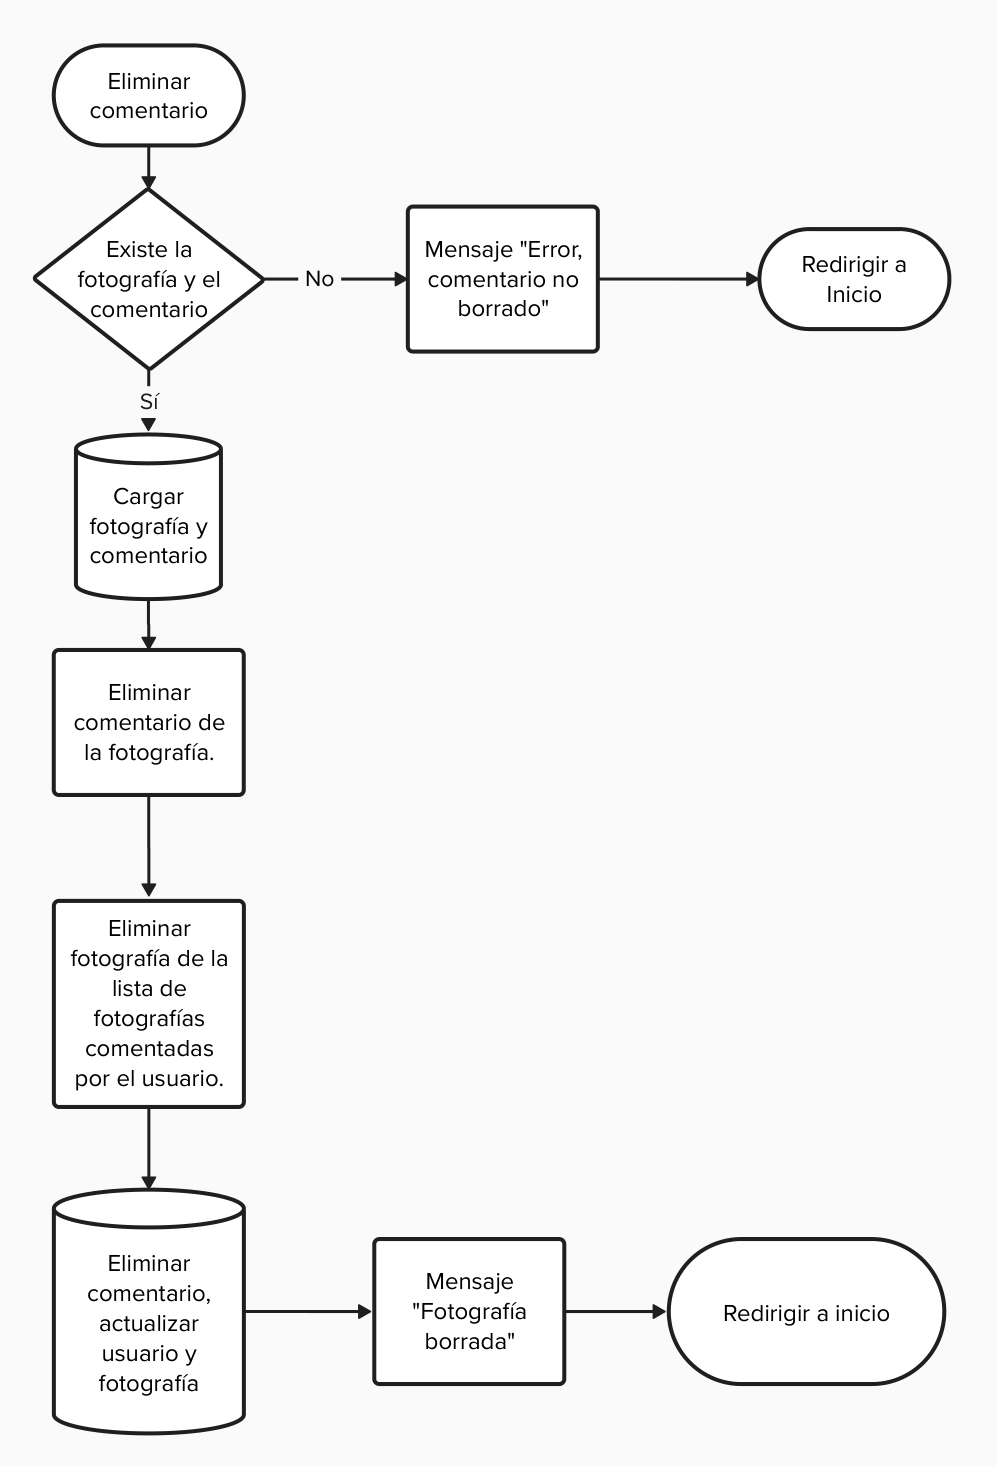 Eliminar
comentario
Existe la
fotografía y el
comentario
No
Mensaje "Error,
comentario no
borrado"
Redirigir a
Inicio
Sí
Cargar
fotografía y
comentario
Eliminar
comentario de
la fotografía.
Eliminar
fotografía de la
lista de
fotografías
comentadas
por el usuario.
Eliminar
comentario,
actualizar
usuario y
fotografía
Mensaje
"Fotografía
borrada"
Redirigir a inicio